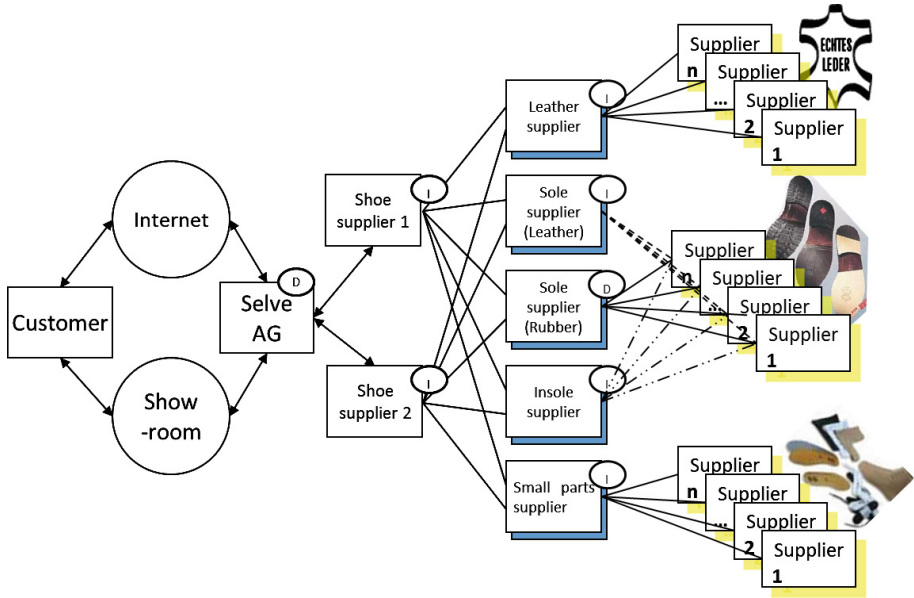 Customer
Internet
Show
-room
D
Selve
AG
I
Shoe
supplier 1
I
Shoe
supplier 2
I
Leather
supplier
I
Sole
supplier
(Leather)
D
Sole
supplier
(Rubber)
I
Insole
supplier
I
Small parts
supplier
Supplier
n
Supplier
...
Supplier
2
Supplier
1
ECHTES
LEDER
Supplier
n
Supplier
...
Supplier
2
Supplier
1
Supplier
n
Supplier
...
Supplier
2
Supplier
1